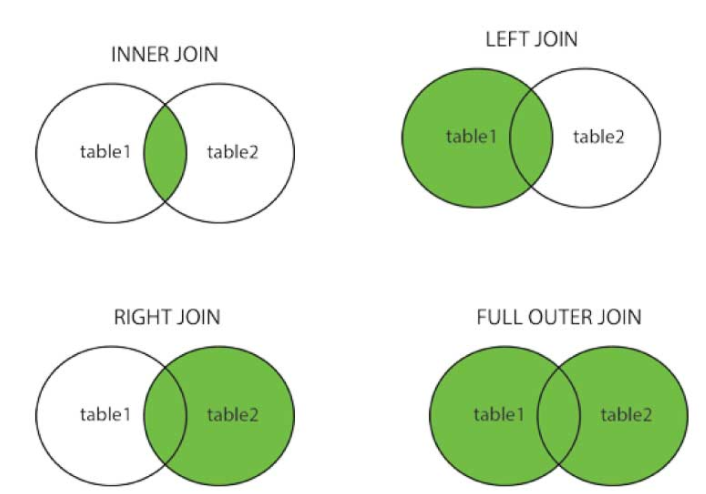 INNER JOIN
table1 table2
LEFT JOIN
table1 table2
RIGHT JOIN
table1 table2
FULL OUTER JOIN
table1 table2